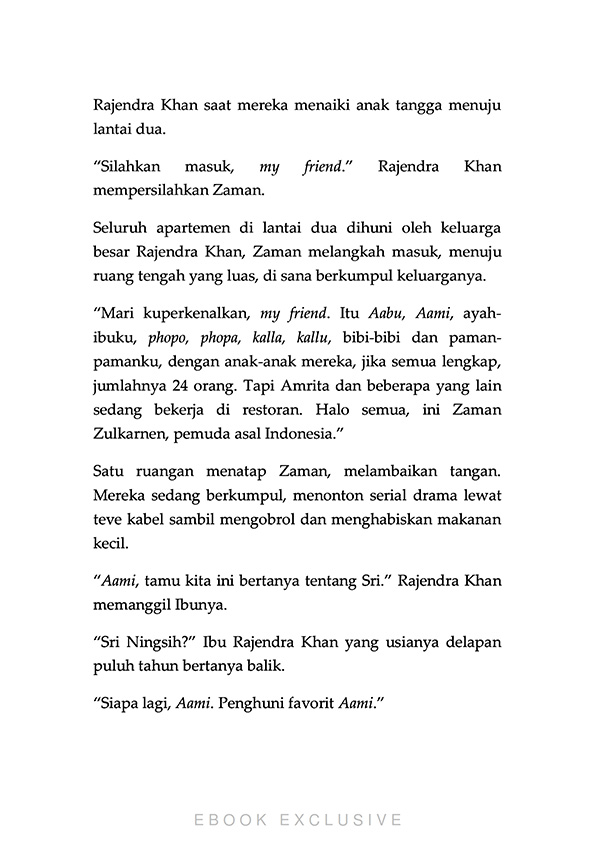 Rajendra Khan saat mereka menaiki anak tangga menuju
lantai dua.
“Silahkan masuk, my friend.” Rajendra Khan
mempersilahkan Zaman.
Seluruh apartemen di lantai dua dihuni oleh keluarga
besar Rajendra Khan, Zaman melangkah masuk, menuju
ruang tengah yang luas, di sana berkumpul keluarganya.
“Mari kuperkenalkan, my friend. Itu Aabu, Aami, ayah-
ibuku, phopo, phopa, kalla, kallu, bibi-bibi dan paman-
pamanku, dengan anak-anak mereka, jika semua lengkap,
jumlahnya 24 orang. Tapi Amrita dan beberapa yang lain
sedang bekerja di restoran. Halo semua, ini Zaman
Zulkarnen, pemuda asal Indonesia.”
Satu ruangan menatap Zaman, melambaikan tangan.
Mereka sedang berkumpul, menonton serial drama lewat
teve kabel sambil mengobrol dan menghabiskan makanan
kecil.
“Aami, tamu kita ini bertanya tentang Sri.” Rajendra Khan
memanggil Ibunya.
“Sri Ningsih?” Ibu Rajendra Khan yang usianya delapan
puluh tahun bertanya balik.
“Siapa lagi, Aami. Penghuni favorit Aami.”
EBOOK EXCLUSIVE